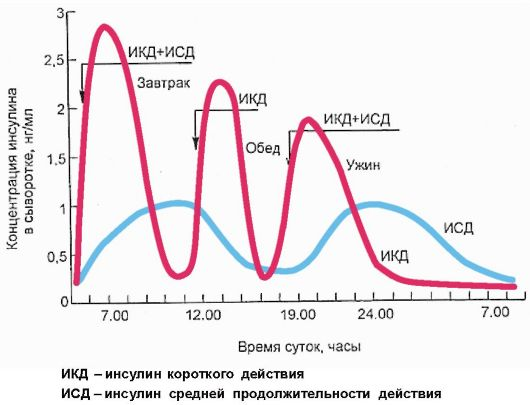 Концентрация инсулина
в сыворотке, нг/мл
3
2,5
2
1,5
1
0,5
0
ИКД+ИСД
Завтрак
ИКД
Обед
ИКД+ИСД
Ужин
ИСД
ИКД
7.00 12.00 19.00 24.00 7.00
Время суток, часы
ИКД – инсулин короткого действия
ИСД – инсулин средней продолжительности действия